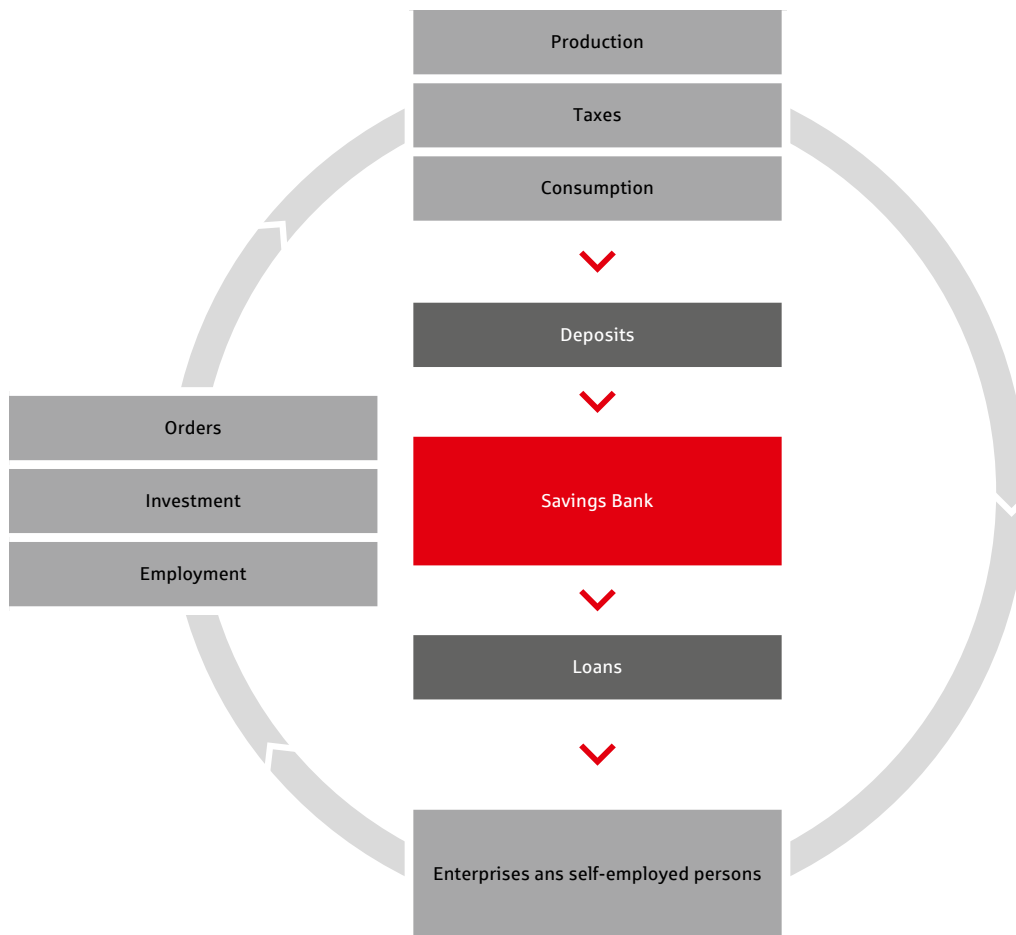 Production
Taxes
Consumption
Deposits
Orders
Investment
Employment
Savings Bank
Loans
Enterprises ans self-employed persons